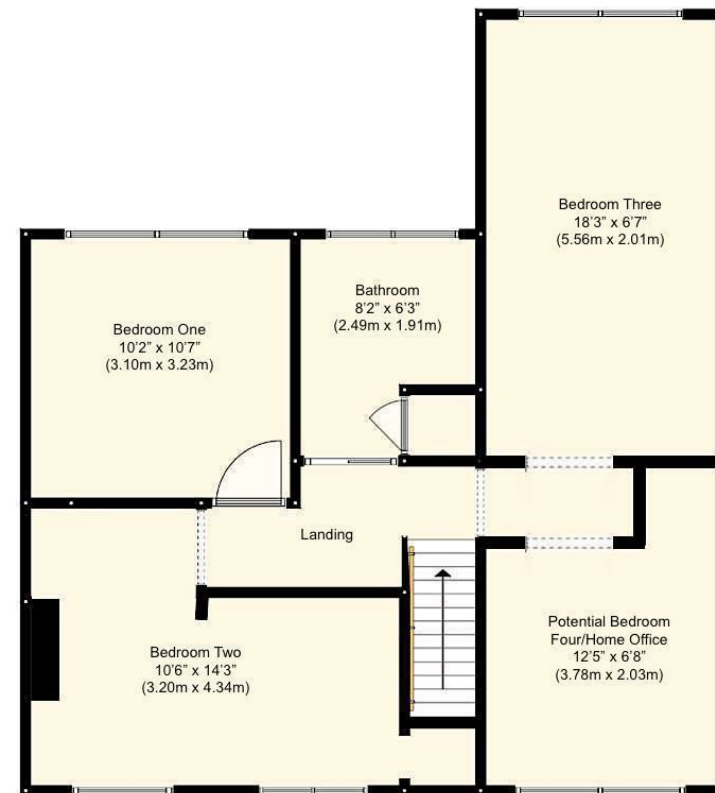 Bedroom Three
18'3" x 6'7"
(5.56m x 2.01m)
Bathroom
8'2" x 6'3"
(2.49m x 1.91m)
Bedroom One
10'2" x 10'7"
(3.10m x 3.23m)
Landing
Potential Bedroom
Four/Home Office
12'5" x 6'8"
(3.78m x 2.03m)
Bedroom Two
10'6" x 14'3"
(3.20m x 4.34m)